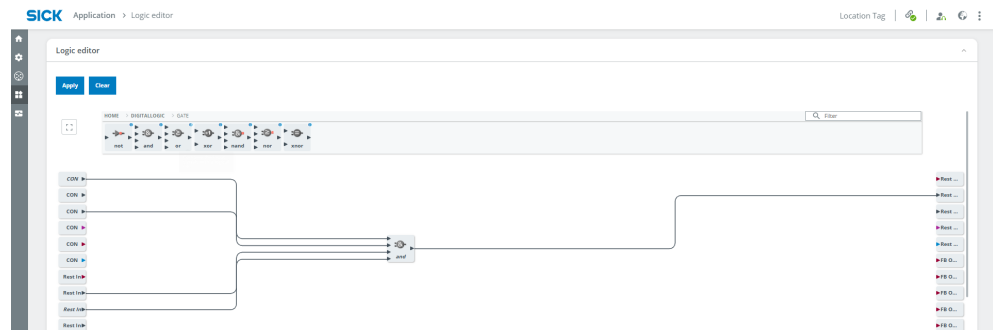 SICK Application > Logic editor Location Tag
Logic editor
Apply Clear
HOME DIGITALLOGIC GATE Filter
not and or xor nand nor xnor
CON Rest ...
CON Rest ...
CON Rest ...
CON Rest ...
CON Rest ...
CON FB O...
Rest In FB O...
Rest In FB O...
Rest In FB O...
Rest In FB O...
and